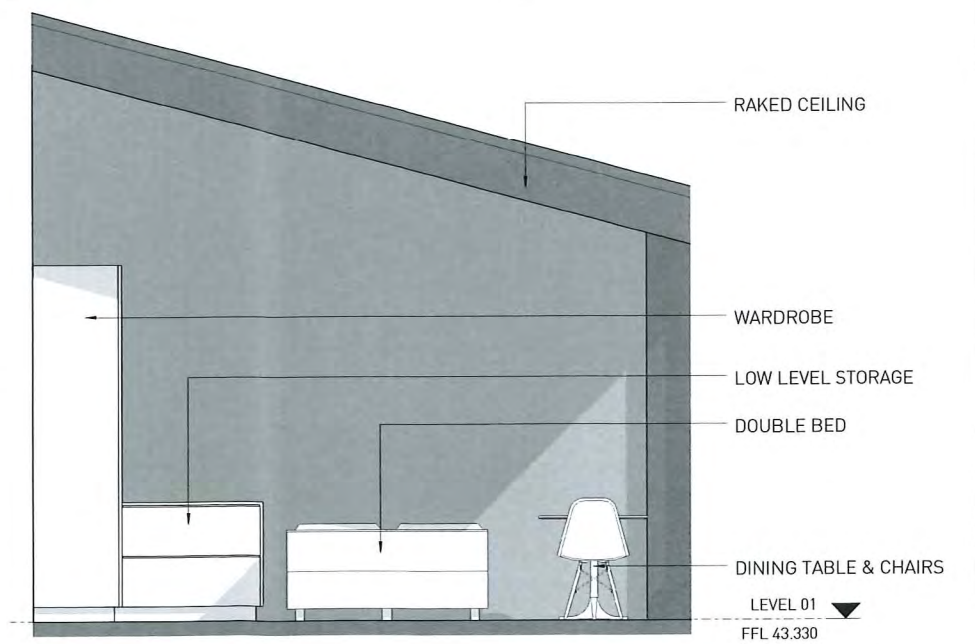 RAKED CEILING
WARDROBE
LOW LEVEL STORAGE
DOUBLE BED
DINING TABLE & CHAIRS
LEVEL 01
FFL 43.330